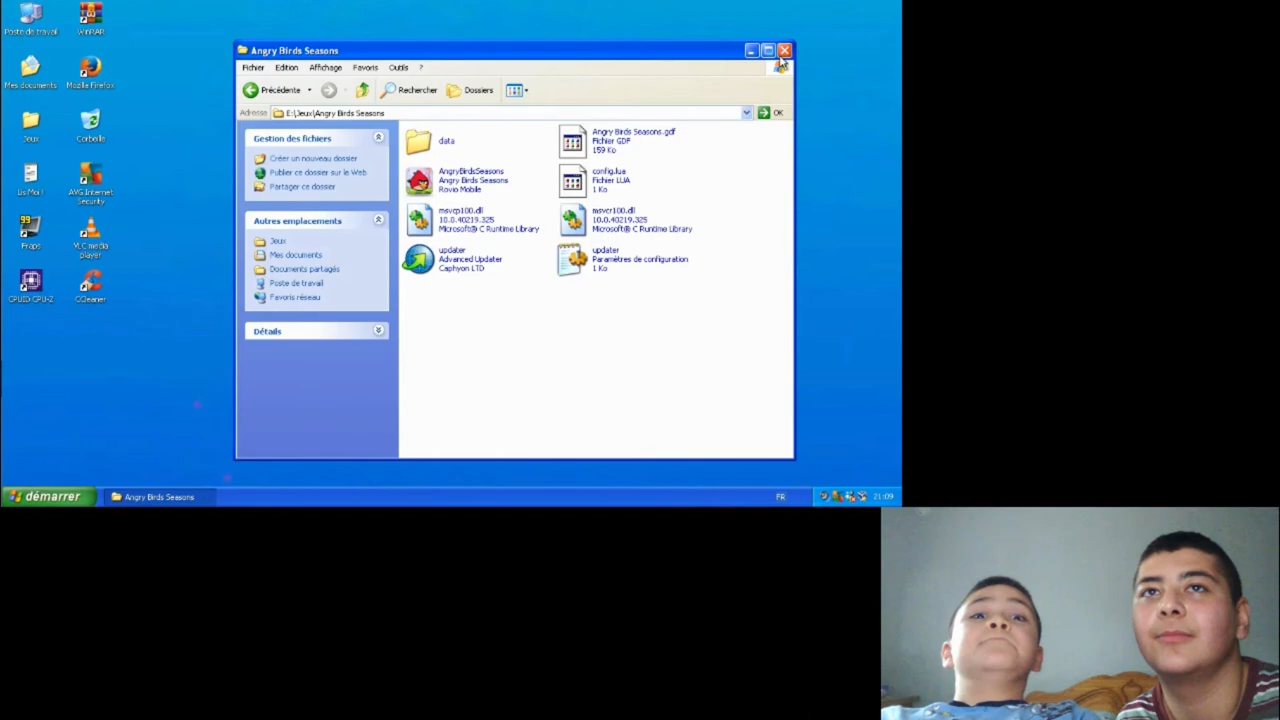 Poste de travail
WinRAR
Mes documents
Mozilla Firefox
Jeux
Corbeille
Lis Moi !
AVG Internet
Security
99
Fraps
VLC media
player
CPUID CPU-Z
CCleaner
Angry Birds Seasons
Fichier Edition Affichage Favoris Outils ?
Précédente Rechercher Dossiers
Adresse E:\Jeux\Angry Birds Seasons OK
Gestion des fichiers
Créer un nouveau dossier
Publier ce dossier sur le Web
Partager ce dossier
Autres emplacements
Jeux
Mes documents
Documents partagés
Poste de travail
Favoris réseau
Détails
data
Angry Birds Seasons.gdf
Fichier GDF
159 Ko
AngryBirdsSeasons
Angry Birds Seasons
Rovio Mobile
config.lua
Fichier LUA
1 Ko
msvcp100.dll
10.0.40219.325
Microsoft® C Runtime Library
msvcr100.dll
10.0.40219.325
Microsoft® C Runtime Library
updater
Advanced Updater
Caphyon LTD
updater
Paramètres de configuration
1 Ko
démarrer
Angry Birds Seasons
FR
21:09